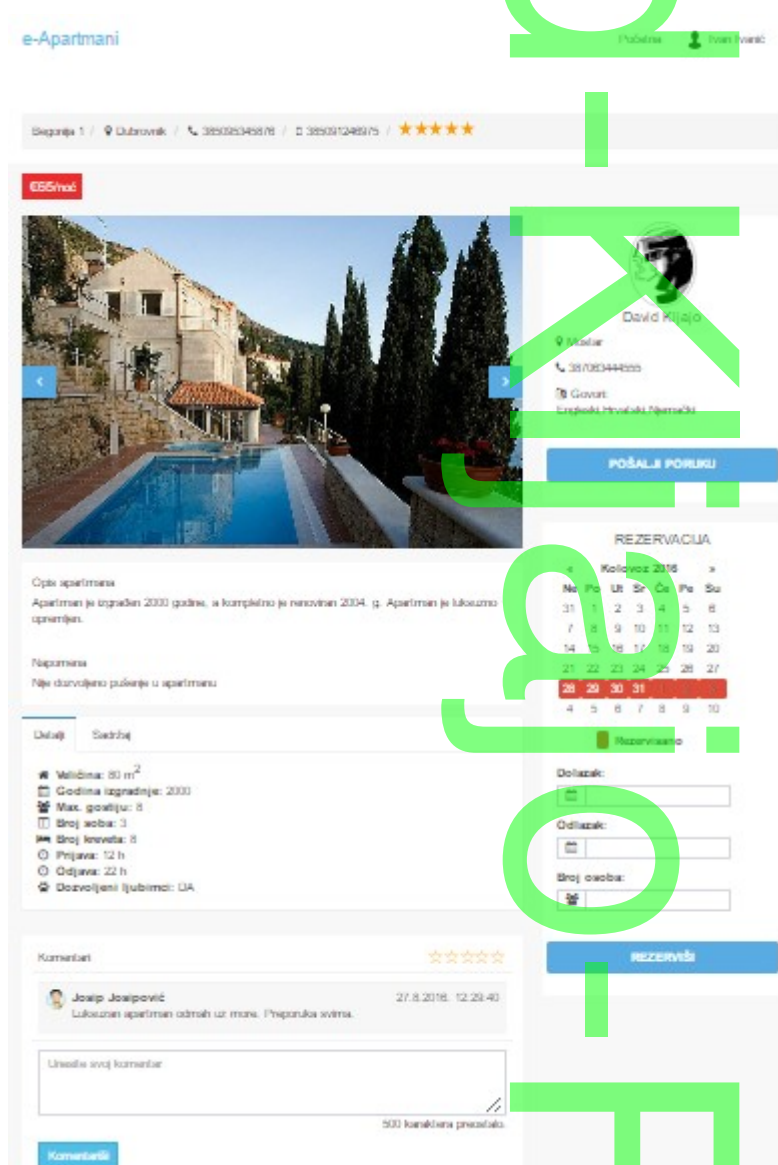 e-Apartmani
Početna Ivan Ivanić
Begonija 1 / Dubrovnik / 385095345876 / 385091246975 /
€65/noć
David Kljajo
Mostar
387063444555
Govori:
Engleski, Hrvatski, Njemački
POŠALJI PORUKU
Opis apartmana
Apartman je izgrađen 2000 godine, a kompletno je renoviran 2004. g. Apartman je luksuzno
opremljen.
Napomena
Nije dozvoljeno pušenje u apartmanu
REZERVACIJA
« Kolovoz 2016 »
Ne Po Ut Sr Če Pe Su
31 1 2 3 4 5 6
7 8 9 10 11 12 13
14 15 16 17 18 19 20
21 22 23 24 25 26 27
28 29 30 31
4 5 6 7 8 9 10
Rezervisano
Dolazak:
Odlazak:
Broj osoba:
REZERVIŠI
Detalji Sadržaj
Veličina: 80 m2
Godina izgradnje: 2000
Max. gostiju: 8
Broj soba: 3
Broj kreveta: 8
Prijava: 12 h
Odjava: 22 h
Dozvoljeni ljubimci: DA
Komentari
Josip Josipović 27.8.2016. 12:29:40
Luksuzan apartman odmah uz more. Preporuka svima.
Unesite svoj komentar
500 karaktera preostalo.
Komentariši
d - Kljajo - F